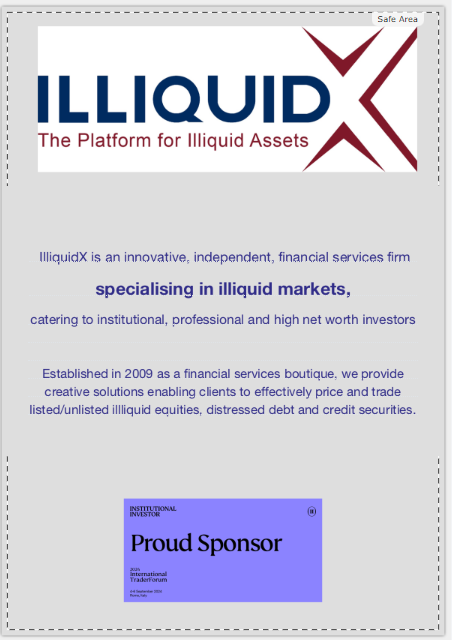 Safe Area
ILLIQUIDX
The Platform for Illiquid Assets
IlliquidX is an innovative, independent, financial services firm
specialising in illiquid markets,
catering to institutional, professional and high net worth investors
Established in 2009 as a financial services boutique, we provide
creative solutions enabling clients to effectively price and trade
listed/unlisted illliquid equities, distressed debt and credit securities.
INSTITUTIONAL
INVESTOR
Proud Sponsor
International
TraderForum